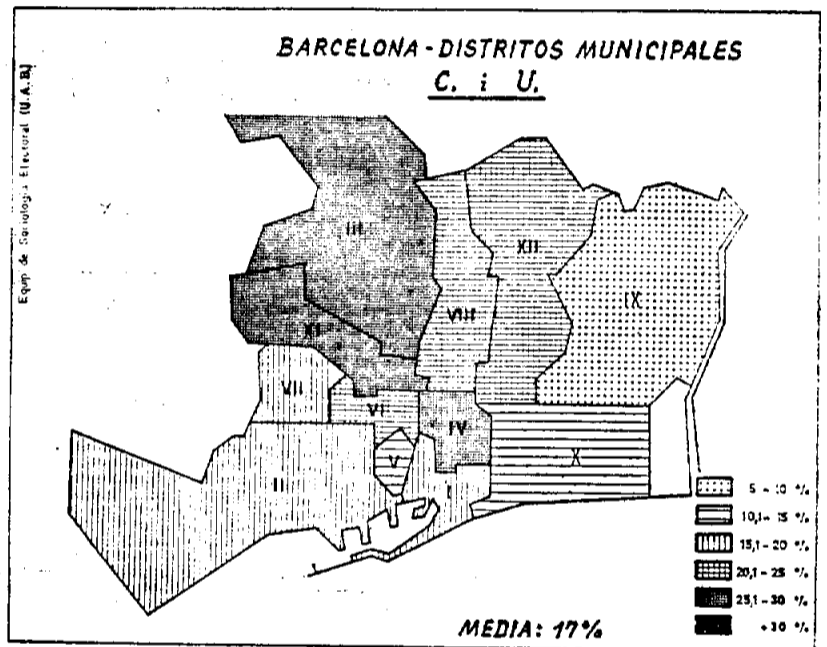 BARCELONA - DISTRITOS MUNICIPALES
C. i U.
Equip de Sociologia Electoral (U.A.B.)
III
XII
IX
VIII
XI
VII
VI
IV
V
X
II
I
5 - 10 %
10,1 - 15 %
15,1 - 20 %
20,1 - 25 %
25,1 - 30 %
+30 %
MEDIA: 17%